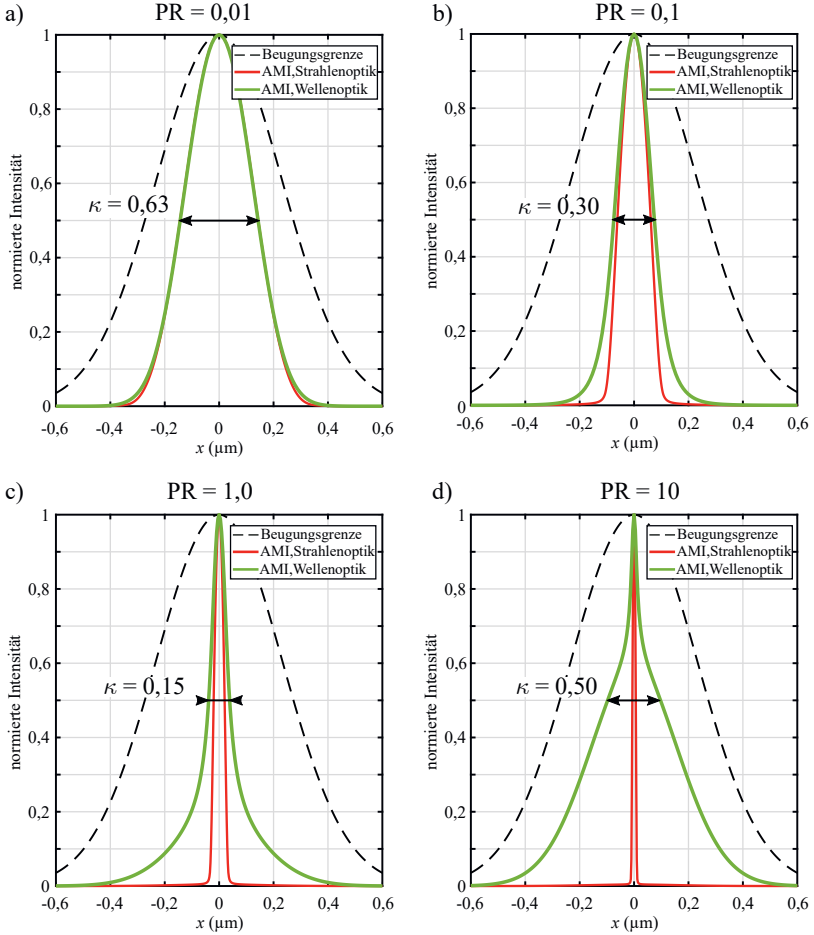 a)
PR = 0,01
normierte Intensität
1
0,8
0,6
0,4
0,2
0
Beugungsgrenze
AMI,Strahlenoptik
AMI,Wellenoptik
κ = 0,63
-0,6 -0,4 -0,2 0 0,2 0,4 0,6
x (µm)
b)
PR = 0,1
normierte Intensität
1
0,8
0,6
0,4
0,2
0
Beugungsgrenze
AMI,Strahlenoptik
AMI,Wellenoptik
κ = 0,30
-0,6 -0,4 -0,2 0 0,2 0,4 0,6
x (µm)
c)
PR = 1,0
normierte Intensität
1
0,8
0,6
0,4
0,2
0
Beugungsgrenze
AMI,Strahlenoptik
AMI,Wellenoptik
κ = 0,15
-0,6 -0,4 -0,2 0 0,2 0,4 0,6
x (µm)
d)
PR = 10
normierte Intensität
1
0,8
0,6
0,4
0,2
0
Beugungsgrenze
AMI,Strahlenoptik
AMI,Wellenoptik
κ = 0,50
-0,6 -0,4 -0,2 0 0,2 0,4 0,6
x (µm)